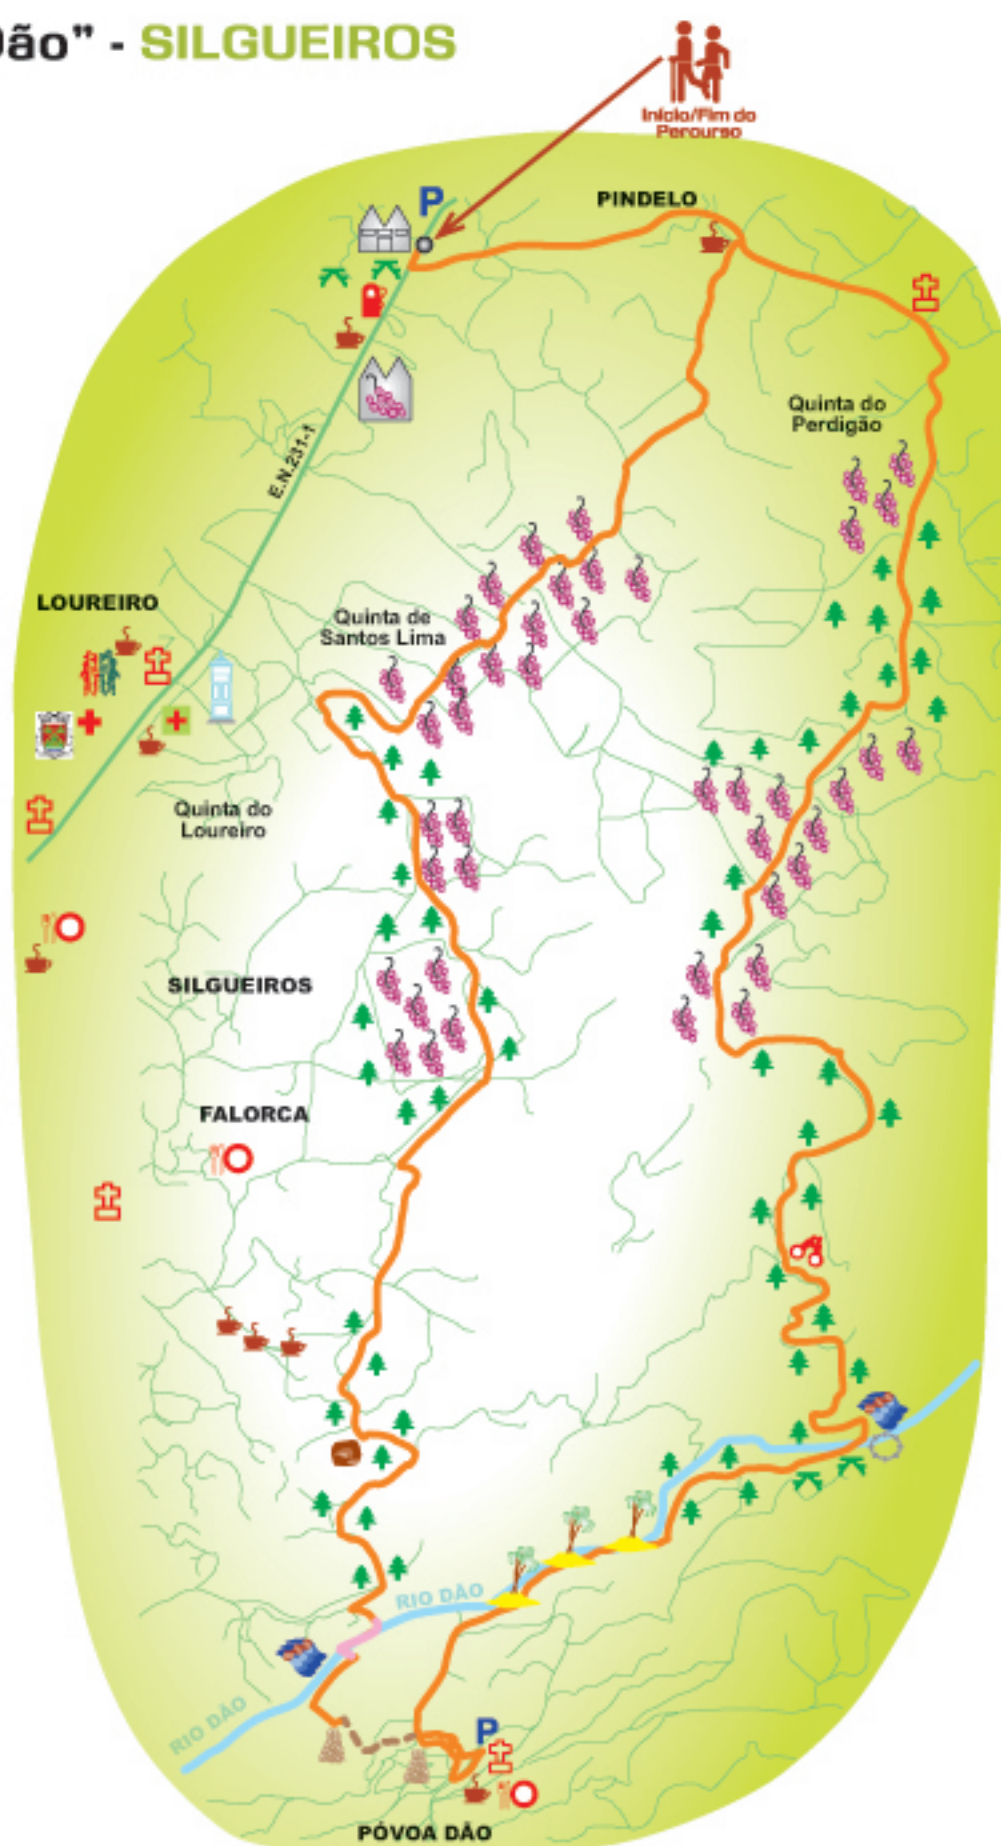 Dão” - SILGUEIROS
Início/Fim do
Percurso
P
PINDELO
Quinta do
Perdigão
E.N.231-1
LOUREIRO
Quinta de
Santos Lima
Quinta do
Loureiro
SILGUEIROS
FALORCA
RIO DÃO
RIO DÃO
P
PÓVOA DÃO